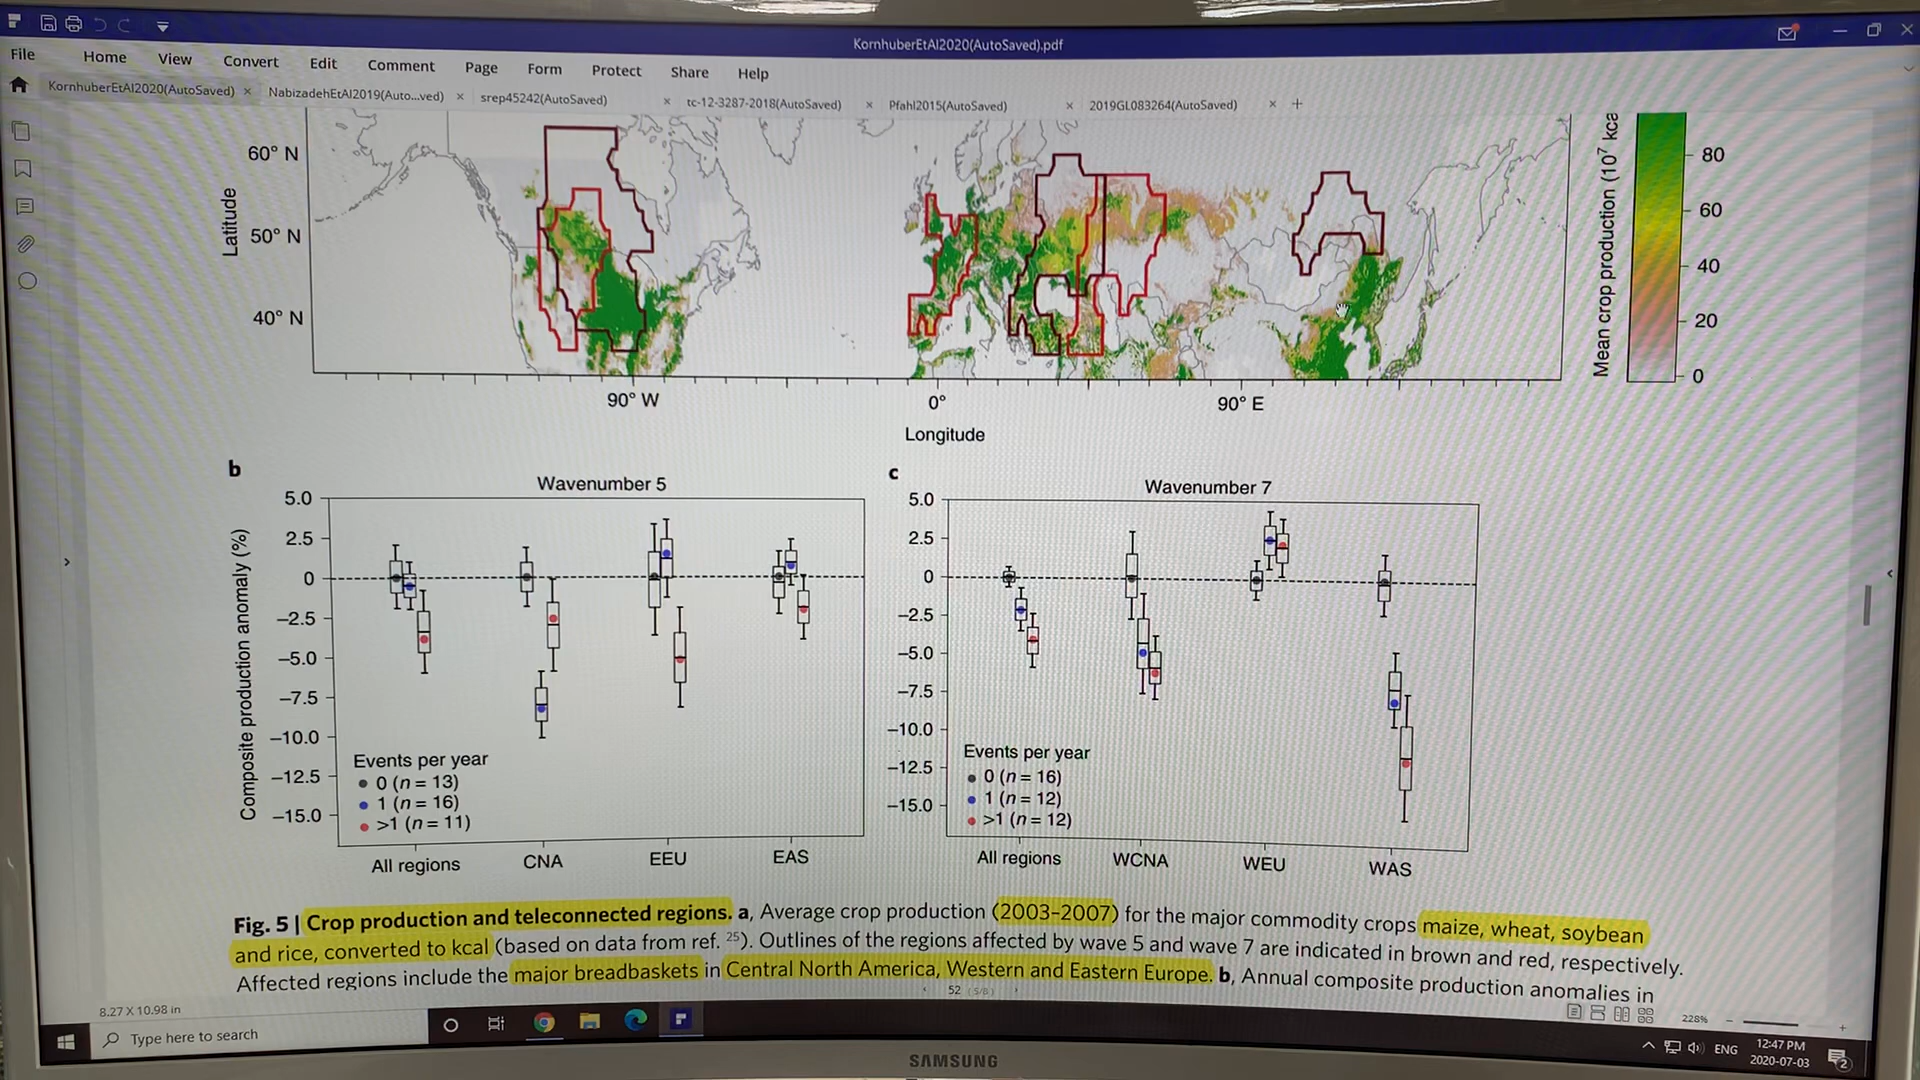 KornhuberEtAl2020(AutoSaved).pdf
File Home View Convert Edit Comment Page Form Protect Share Help
KornhuberEtAl2020(AutoSaved) × NabizadehEtAl2019(Auto...ved) × srep45242(AutoSaved) × tc-12-3287-2018(AutoSaved) × Pfahl2015(AutoSaved) × 2019GL083264(AutoSaved) × +
Latitude
60° N
50° N
40° N
90° W 0° 90° E
Longitude
Mean crop production (10⁷ kca
80
60
40
20
0
b
Wavenumber 5
Composite production anomaly (%)
5.0
2.5
0
−2.5
−5.0
−7.5
−10.0
−12.5
−15.0
Events per year
0 (n = 13)
1 (n = 16)
>1 (n = 11)
All regions CNA EEU EAS
c
Wavenumber 7
5.0
2.5
0
−2.5
−5.0
−7.5
−10.0
−12.5
−15.0
Events per year
0 (n = 16)
1 (n = 12)
>1 (n = 12)
All regions WCNA WEU WAS
Fig. 5 | Crop production and teleconnected regions. a, Average crop production (2003–2007) for the major commodity crops maize, wheat, soybean
and rice, converted to kcal (based on data from ref. ²⁵). Outlines of the regions affected by wave 5 and wave 7 are indicated in brown and red, respectively.
Affected regions include the major breadbaskets in Central North America, Western and Eastern Europe. b, Annual composite production anomalies in
8.27 X 10.98 in
52 (5/6)
228%
Type here to search
ENG
12:47 PM
2020-07-03
2
SAMSUNG